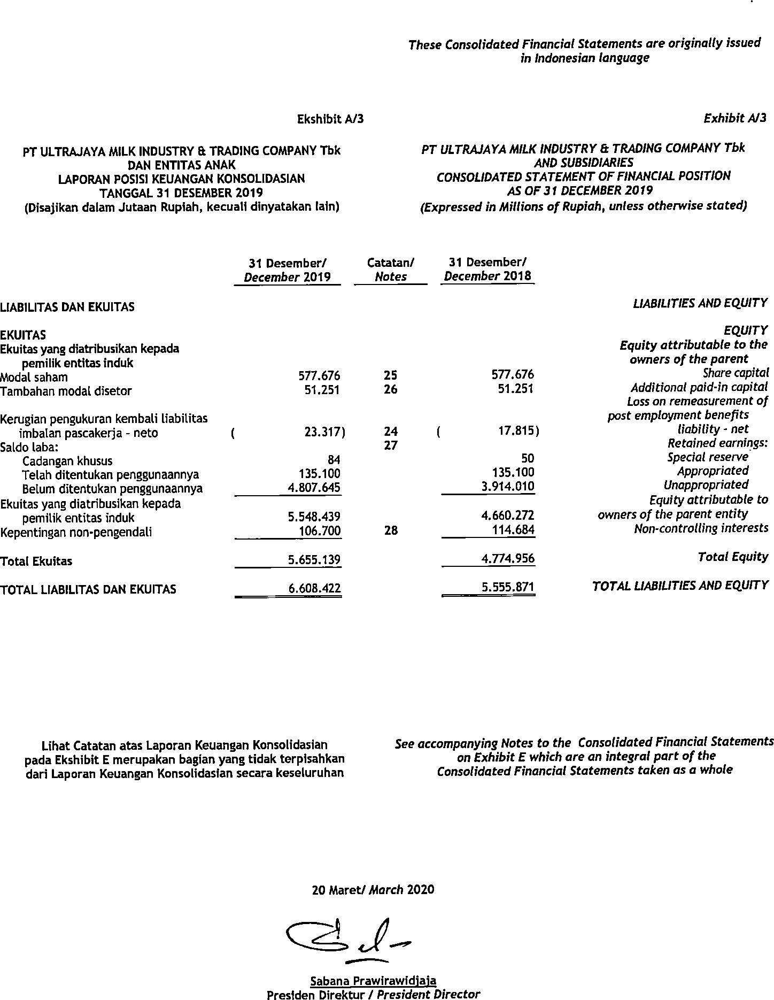 These Consolidated Financial Statements are originally issued
in Indonesian language
Ekshibit A/3
Exhibit A/3
PT ULTRAJAYA MILK INDUSTRY & TRADING COMPANY Tbk
DAN ENTITAS ANAK
LAPORAN POSISI KEUANGAN KONSOLIDASIAN
TANGGAL 31 DESEMBER 2019
(Disajikan dalam Jutaan Rupiah, kecuali dinyatakan lain)
PT ULTRAJAYA MILK INDUSTRY & TRADING COMPANY Tbk
AND SUBSIDIARIES
CONSOLIDATED STATEMENT OF FINANCIAL POSITION
AS OF 31 DECEMBER 2019
(Expressed in Millions of Rupiah, unless otherwise stated)
31 Desember/ Catatan/ 31 Desember/
December 2019 Notes December 2018
LIABILITAS DAN EKUITAS LIABILITIES AND EQUITY
EKUITAS EQUITY
Ekuitas yang diatribusikan kepada Equity attributable to the
pemilik entitas induk owners of the parent
Modal saham 577.676 25 577.676 Share capital
Tambahan modal disetor 51.251 26 51.251 Additional paid-in capital
Loss on remeasurement of
Kerugian pengukuran kembali liabilitas post employment benefits
imbalan pascakerja - neto ( 23.317) 24 ( 17.815) liability - net
Saldo laba: 27 Retained earnings:
Cadangan khusus 84 50 Special reserve
Telah ditentukan penggunaannya 135.100 135.100 Appropriated
Belum ditentukan penggunaannya 4.807.645 3.914.010 Unappropriated
Ekuitas yang diatribusikan kepada Equity attributable to
pemilik entitas induk 5.548.439 4.660.272 owners of the parent entity
Kepentingan non-pengendali 106.700 28 114.684 Non-controlling interests
Total Ekuitas 5.655.139 4.774.956 Total Equity
TOTAL LIABILITAS DAN EKUITAS 6.608.422 5.555.871 TOTAL LIABILITIES AND EQUITY
Lihat Catatan atas Laporan Keuangan Konsolidasian
pada Ekshibit E merupakan bagian yang tidak terpisahkan
dari Laporan Keuangan Konsolidasian secara keseluruhan
See accompanying Notes to the Consolidated Financial Statements
on Exhibit E which are an integral part of the
Consolidated Financial Statements taken as a whole
20 Maret/ March 2020
Sabana Prawirawidjaja
Presiden Direktur / President Director